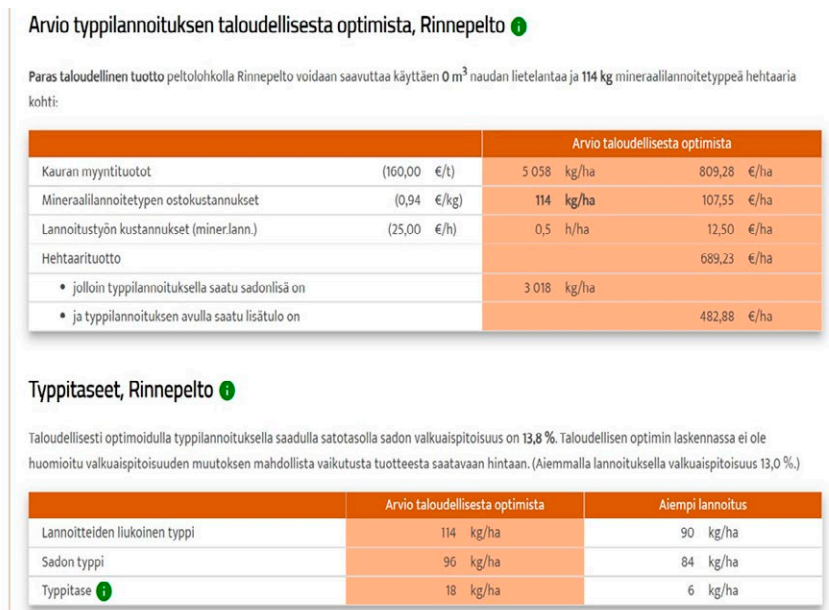 Arvio typpilannoituksen taloudellisesta optimista, Rinnepelto i
Paras taloudellinen tuotto peltolohkolla Rinnepelto voidaan saavuttaa käyttäen 0 m³ naudan lietelantaa ja 114 kg mineraalilannoitetyppeä hehtaaria
kohti:
Arvio taloudellisesta optimista
Kauran myyntituotot (160,00 €/t) 5 058 kg/ha 809,28 €/ha
Mineraalilannoitetypen ostokustannukset (0,94 €/kg) 114 kg/ha 107,55 €/ha
Lannoitustyön kustannukset (miner.lann.) (25,00 €/h) 0,5 h/ha 12,50 €/ha
Hehtaarituotto 689,23 €/ha
• jolloin typpilannoituksella saatu sadonlisä on 3 018 kg/ha
• ja typpilannoituksen avulla saatu lisätulo on 482,88 €/ha
Typpitaseet, Rinnepelto i
Taloudellisesti optimoidulla typpilannoituksella saadulla satotasolla sadon valkuaispitoisuus on 13,8 %. Taloudellisen optimin laskennassa ei ole
huomioitu valkuaispitoisuuden muutoksen mahdollista vaikutusta tuotteesta saatavaan hintaan. (Aiemmalla lannoituksella valkuaispitoisuus 13,0 %.)
Arvio taloudellisesta optimista Aiempi lannoitus
Lannoitteiden liukoinen typpi 114 kg/ha 90 kg/ha
Sadon typpi 96 kg/ha 84 kg/ha
Typpitase i 18 kg/ha 6 kg/ha